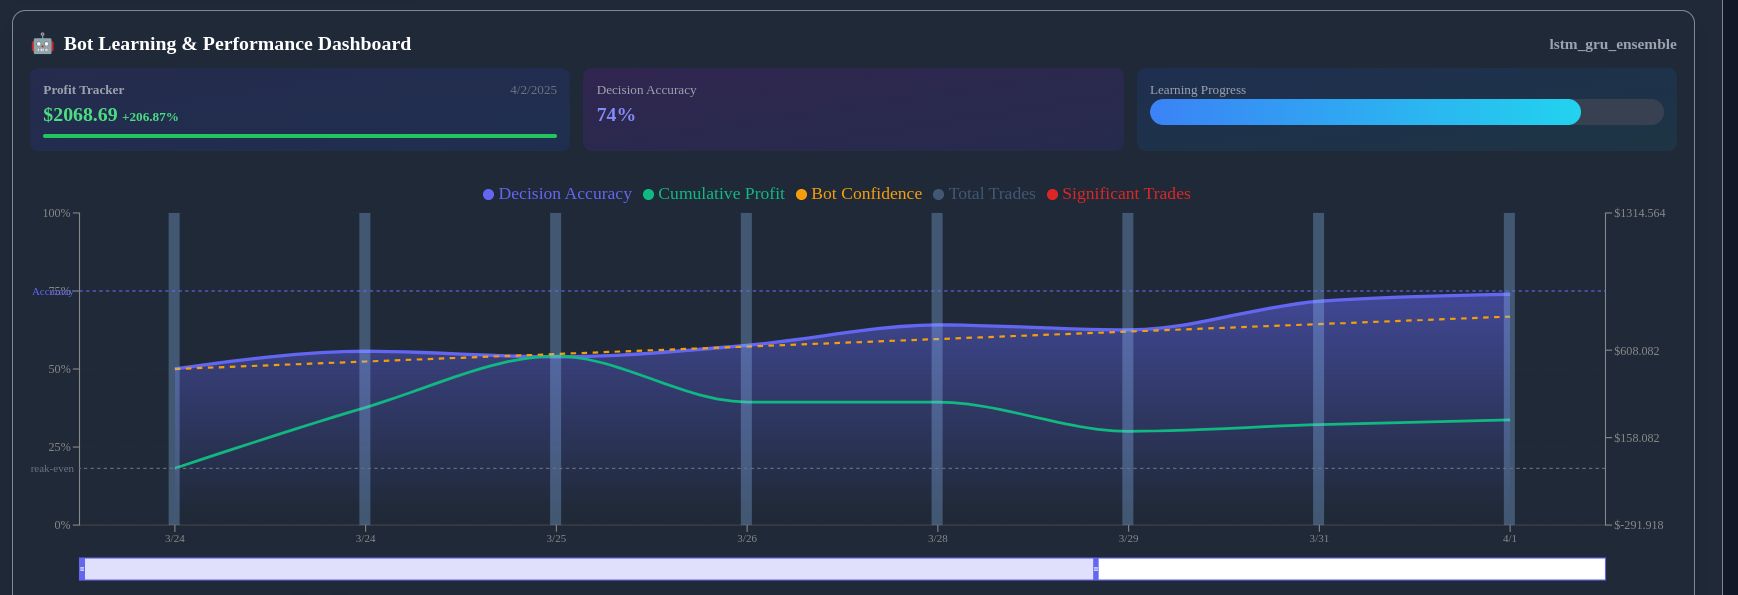 🤖 Bot Learning & Performance Dashboard
lstm_gru_ensemble
Profit Tracker
4/2/2025
$2068.69 +206.87%
Decision Accuracy
74%
Learning Progress
Decision Accuracy Cumulative Profit Bot Confidence Total Trades Significant Trades
100%
75%
Accuracy
50%
25%
reak-even
0%
$1314.564
$608.082
$158.082
$-291.918
3/24 3/24 3/25 3/26 3/28 3/29 3/31 4/1